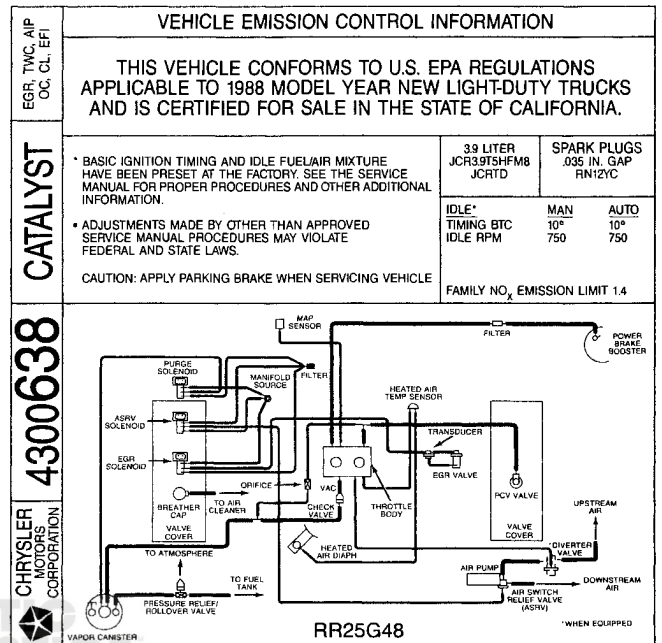 VEHICLE EMISSION CONTROL INFORMATION
EGR, TWC, AIP
OC, CL, EFI
THIS VEHICLE CONFORMS TO U.S. EPA REGULATIONS
APPLICABLE TO 1988 MODEL YEAR NEW LIGHT-DUTY TRUCKS
AND IS CERTIFIED FOR SALE IN THE STATE OF CALIFORNIA.
CATALYST
* BASIC IGNITION TIMING AND IDLE FUEL/AIR MIXTURE
HAVE BEEN PRESET AT THE FACTORY. SEE THE SERVICE
MANUAL FOR PROPER PROCEDURES AND OTHER ADDITIONAL
INFORMATION.
• ADJUSTMENTS MADE BY OTHER THAN APPROVED
SERVICE MANUAL PROCEDURES MAY VIOLATE
FEDERAL AND STATE LAWS.
CAUTION: APPLY PARKING BRAKE WHEN SERVICING VEHICLE
3.9 LITER
JCR3.9T5HFM8
JCRTD
SPARK PLUGS
.035 IN. GAP
RN12YC
IDLE* MAN AUTO
TIMING BTC 10° 10°
IDLE RPM 750 750
FAMILY NOx EMISSION LIMIT 1.4
4300638
CHRYSLER
MOTORS
CORPORATION
MAP
SENSOR
FILTER
POWER
BRAKE
BOOSTER
PURGE
SOLENOID
MANIFOLD
SOURCE
FILTER
HEATED AIR
TEMP SENSOR
ASRV
SOLENOID
TRANSDUCER
EGR
SOLENOID
EGR VALVE
ORIFICE
VAC
PCV VALVE
BREATHER
CAP
TO AIR
CLEANER
CHECK
VALVE
THROTTLE
BODY
UPSTREAM
AIR
VALVE
COVER
VALVE
COVER
TO ATMOSPHERE
HEATED
AIR DIAPH
*DIVERTER
VALVE
AIR PUMP
TO FUEL
TANK
DOWNSTREAM
AIR
PRESSURE RELIEF/
ROLLOVER VALVE
AIR SWITCH
RELIEF VALVE
(ASRV)
VAPOR CANISTER
RR25G48
*WHEN EQUIPPED